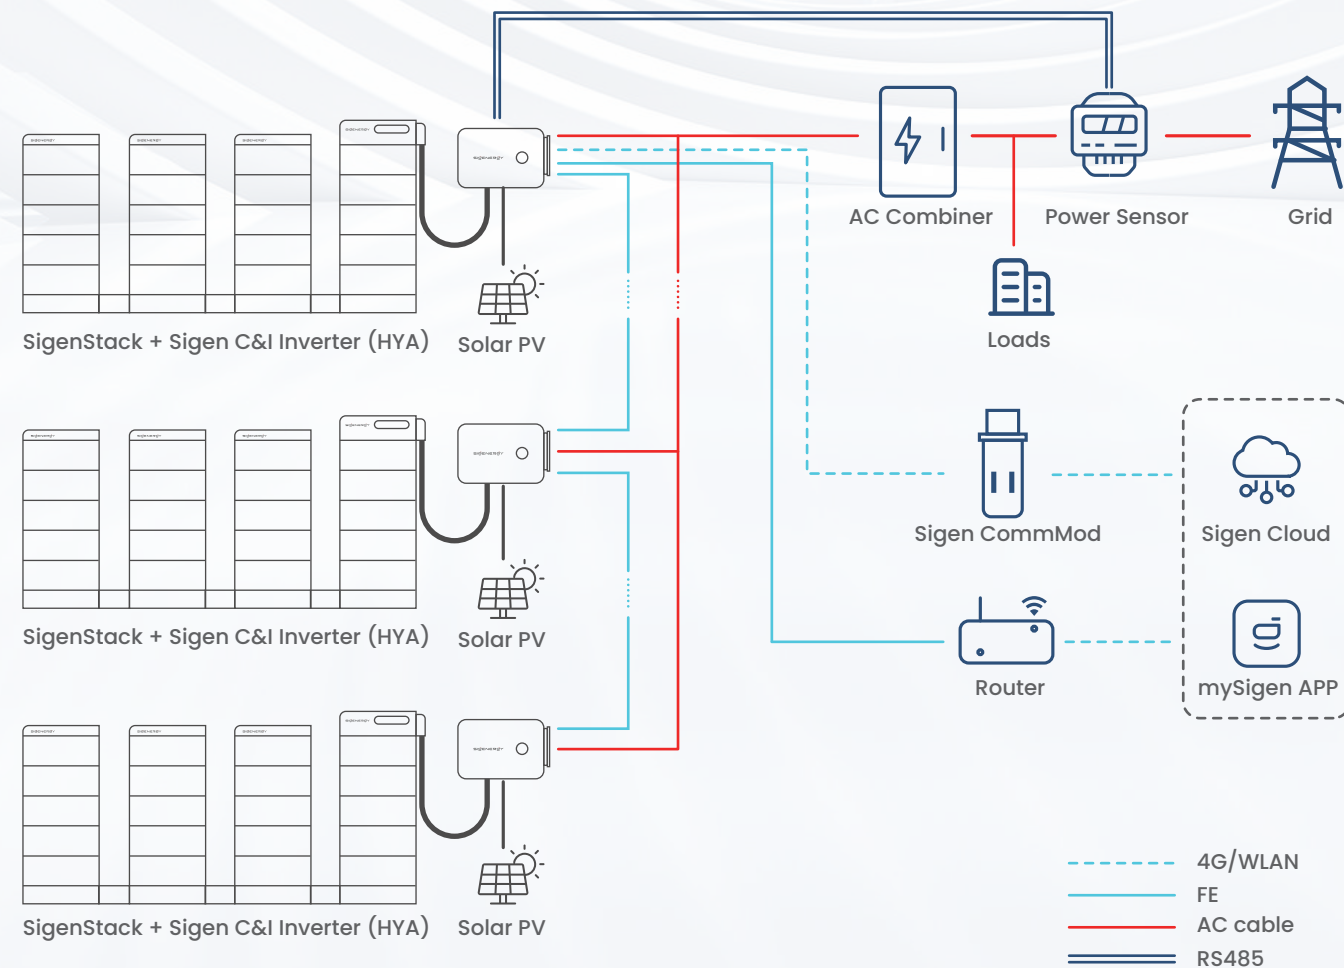 AC Combiner
Power Sensor
Grid
Loads
SigenStack + Sigen C&I Inverter (HYA)
Solar PV
Sigen CommMod
Sigen Cloud
SigenStack + Sigen C&I Inverter (HYA)
Solar PV
Router
mySigen APP
SigenStack + Sigen C&I Inverter (HYA)
Solar PV
4G/WLAN
FE
AC cable
RS485